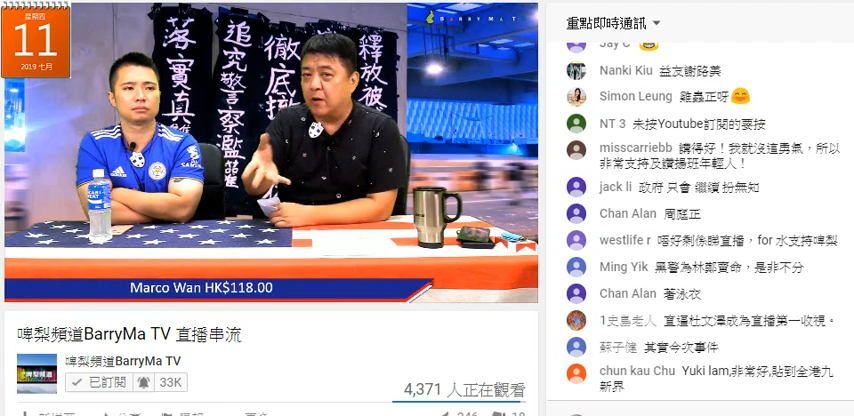 星期四
11
2019 七月
BARRYMAT
落實真
追究警察濫
徹底撤
釋放被
Marco Wan HK$118.00
啤梨頻道BarryMa TV 直播串流
啤梨頻道
啤梨頻道BarryMa TV
已訂閱
33K
4,371 人正在觀看
246
18
重點即時通訊
Jay C
Nanki Kiu 益友謝路美
Simon Leung 雞蟲正呀
NT 3 未按Youtube訂閱的要按
misscarriebb 講得好！我就沒這勇氣，所以
非常支持及讚揚班年輕人！
jack li 政府 只會 繼續 扮無知
Chan Alan 周庭正
westlife r 唔好剩係睇直播，for 水支持啤梨
Ming Yik 黑警為林鄭賣命，是非不分
Chan Alan 著泳衣
1史島老人 直逼杜文澤成為直播第一收視。
蘇子健 其實今次事件
chun kau Chu Yuki lam,非常好,貼到全港九
新界